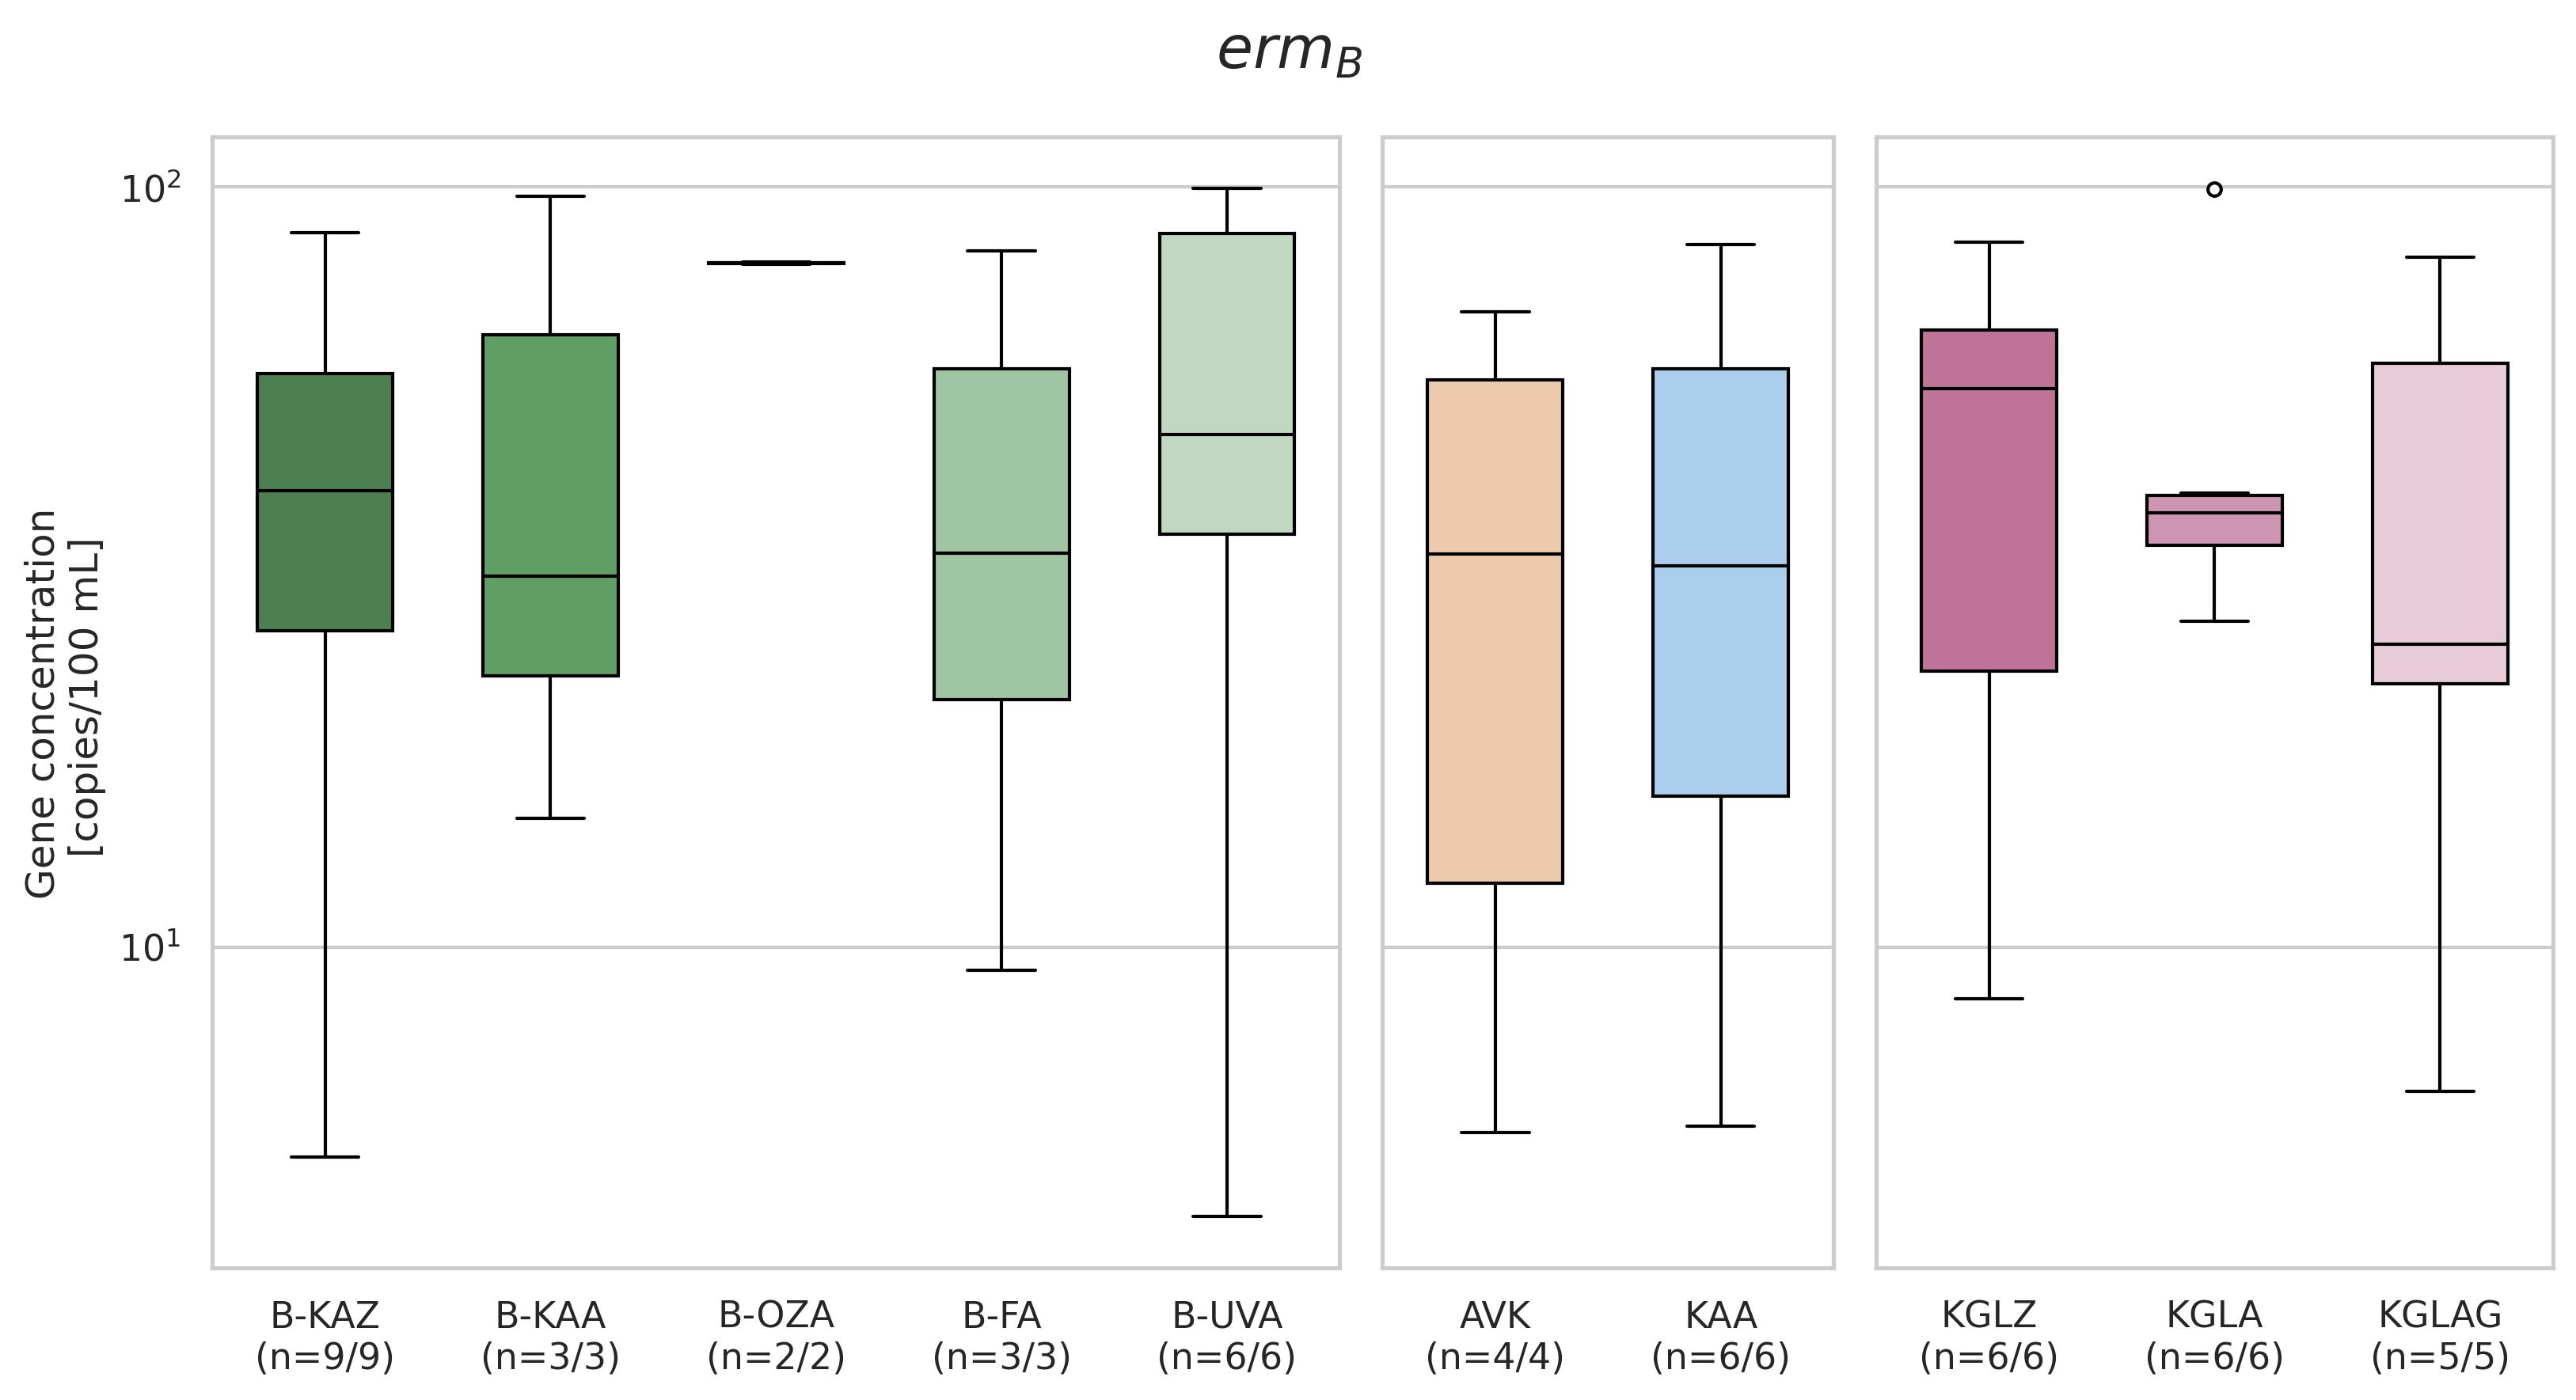 erm_B
10²
10¹
Gene concentration
[copies/100 mL]
B-KAZ
(n=9/9)
B-KAA
(n=3/3)
B-OZA
(n=2/2)
B-FA
(n=3/3)
B-UVA
(n=6/6)
AVK
(n=4/4)
KAA
(n=6/6)
KGLZ
(n=6/6)
KGLA
(n=6/6)
KGLAG
(n=5/5)